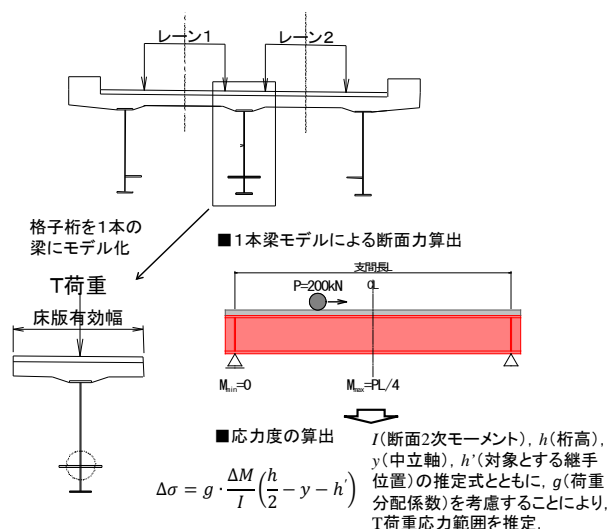 レーン1
レーン2
格子桁を1本の
梁にモデル化
T荷重
床版有効幅
■1本梁モデルによる断面力算出
支間長L
P=200kN
CL
M_min=0
M_max=PL/4
■応力度の算出
Δσ = g · ΔM/I (h/2 − y − h')
I(断面2次モーメント), h(桁高),
y(中立軸), h'(対象とする継手
位置)の推定式とともに, g(荷重
分配係数)を考慮することにより,
T荷重応力範囲を推定.